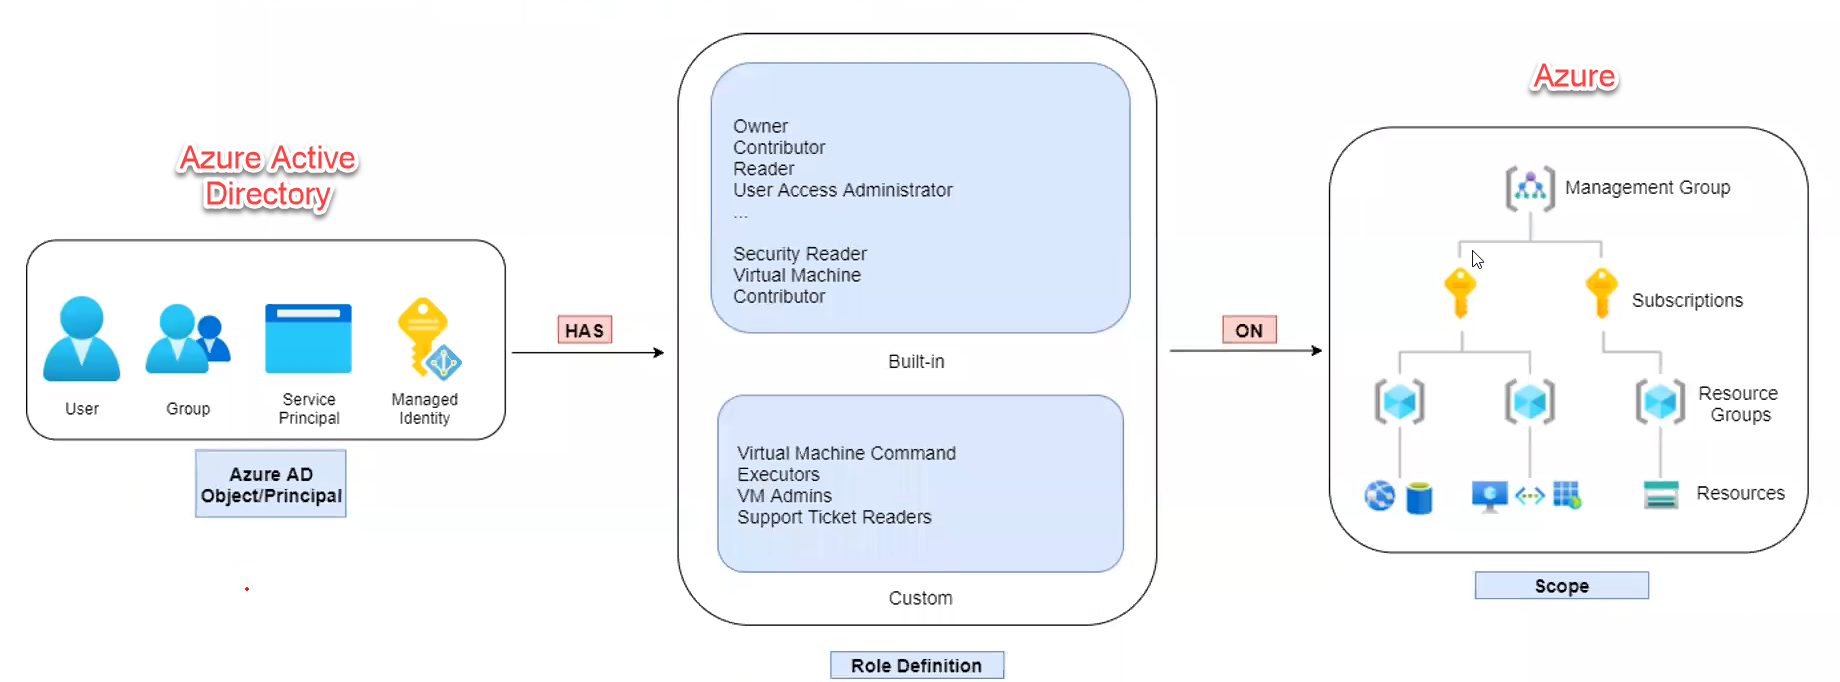 Azure Active
Directory
User
Group
Service
Principal
Managed
Identity
Azure AD
Object/Principal
HAS
Owner
Contributor
Reader
User Access Administrator
...
Security Reader
Virtual Machine
Contributor
Built-in
Virtual Machine Command
Executors
VM Admins
Support Ticket Readers
Custom
Role Definition
ON
Azure
Management Group
Subscriptions
Resource
Groups
Resources
Scope